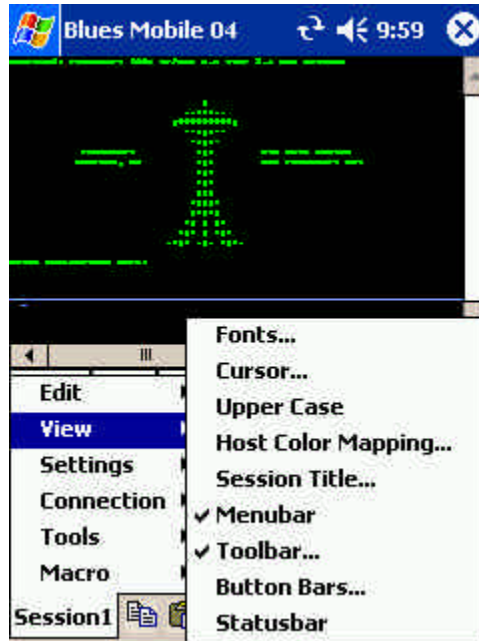 Blues Mobile 04 9:59
Fonts...
Cursor...
Upper Case
Host Color Mapping...
Session Title...
Menubar
Toolbar...
Button Bars...
Statusbar
Edit
View
Settings
Connection
Tools
Macro
Session1